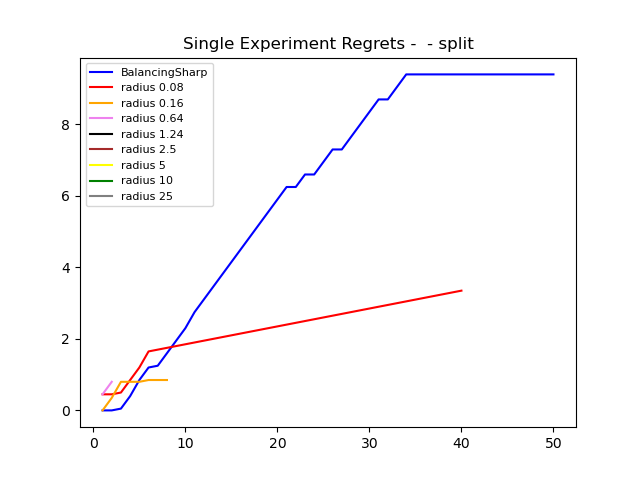 Single Experiment Regrets -  - split
BalancingSharp
radius 0.08
radius 0.16
radius 0.64
radius 1.24
radius 2.5
radius 5
radius 10
radius 25
8
6
4
2
0
0 10 20 30 40 50